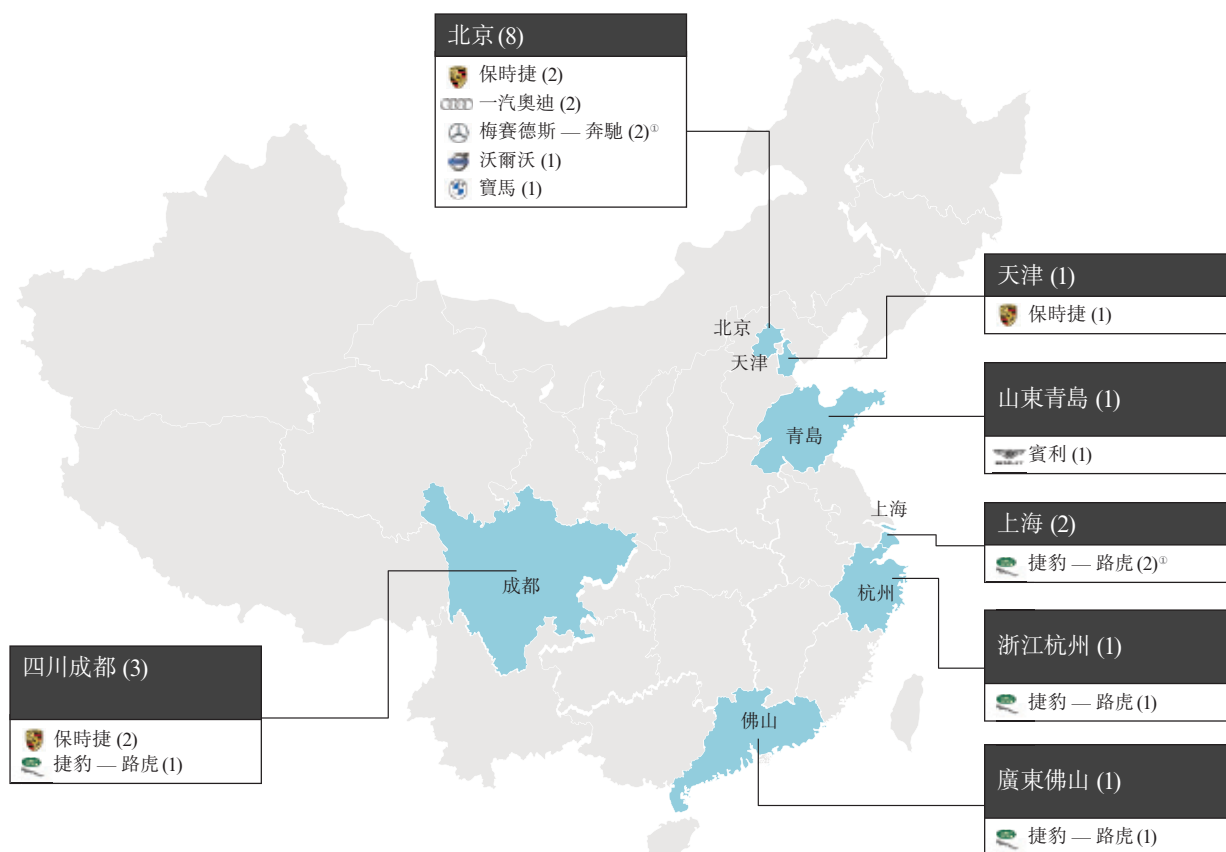 北京 (8)
保時捷 (2)
一汽奧迪 (2)
梅賽德斯 — 奔馳 (2)①
沃爾沃 (1)
寶馬 (1)
天津 (1)
保時捷 (1)
北京
天津
山東青島 (1)
賓利 (1)
青島
上海
上海 (2)
捷豹 — 路虎 (2)①
成都
杭州
浙江杭州 (1)
捷豹 — 路虎 (1)
四川成都 (3)
保時捷 (2)
捷豹 — 路虎 (1)
佛山
廣東佛山 (1)
捷豹 — 路虎 (1)